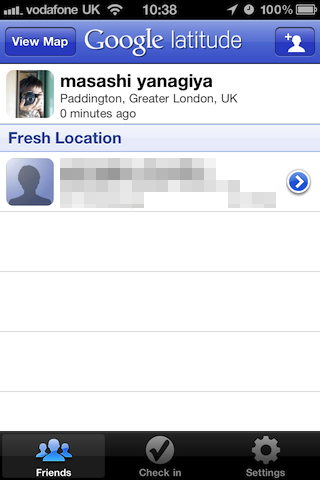 vodafone UK 10:38 100%
View Map Google latitude
masashi yanagiya
Paddington, Greater London, UK
0 minutes ago
Fresh Location
Friends Check in Settings